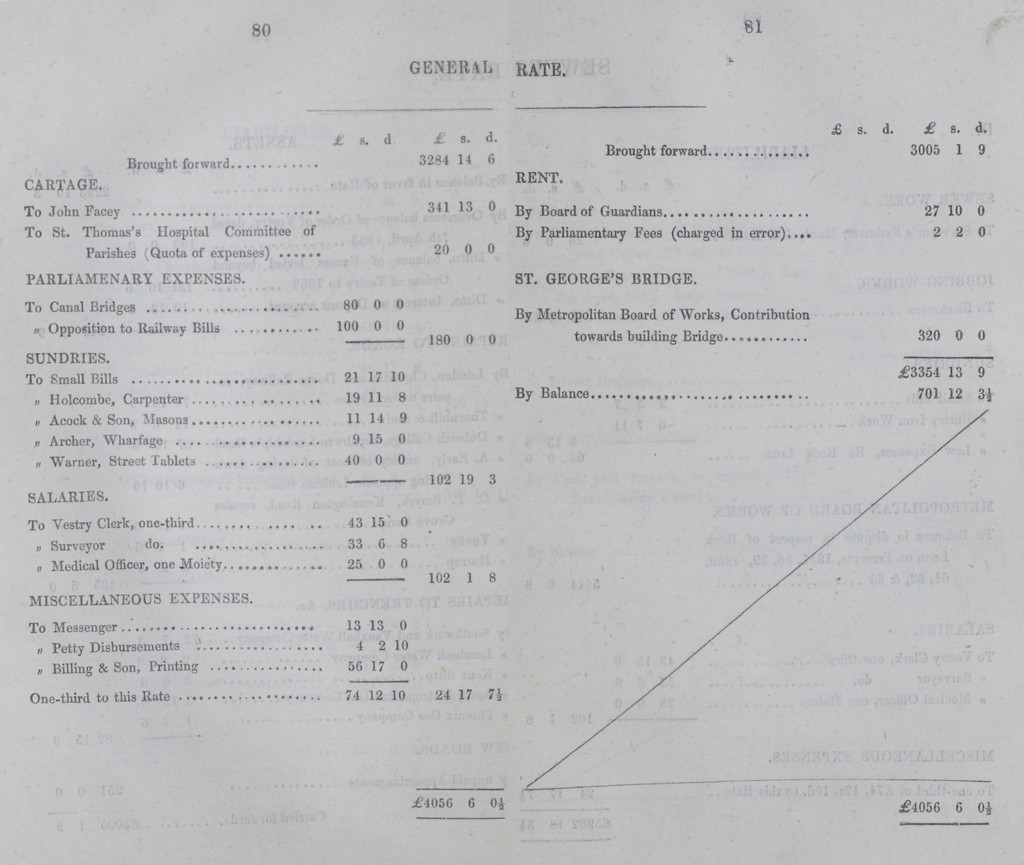 80
GENERAL
£ s. d £ s. d.
Brought forward............ 3284 14 6
CARTAGE.
To John Facey ........................ 341 13 0
To St. Thomas's Hospital Committee of
Parishes (Quota of expenses) ...... 20 0 0
PARLIAMENARY EXPENSES.
To Canal Bridges ...................... 80 0 0
„ Opposition to Railway Bills ............ 100 0 0
180 0 0
SUNDRIES.
To Small Bills ........................ 21 17 10
„ Holcombe, Carpenter ................ 19 11 8
„ Acock & Son, Masons................ 11 14 9
„ Archer, Wharfage .................. 9 15 0
„ Warner, Street Tablets .............. 40 0 0
102 19 3
SALARIES.
To Vestry Clerk, one-third................ 43 15 0
„ Surveyor do. ................ 33 6 8
„ Medical Officer, one Moiety............ 25 0 0
102 1 8
MISCELLANEOUS EXPENSES.
To Messenger ........................ 13 13 0
„ Petty Disbursements ................ 4 2 10
„ Billing & Son, Printing .............. 56 17 0
One-third to this Rate .................. 74 12 10 24 17 7½
£4056 6 0½
81
RATE.
£ s. d. £ s. d.
Brought forward.............. 3005 1 9
RENT.
By Board of Guardians.................... 27 10 0
By Parliamentary Fees (charged in error).... 2 2 0
ST. GEORGE'S BRIDGE.
By Metropolitan Board of Works, Contribution
towards building Bridge............ 320 0 0
£3354 13 9
By Balance............................ 701 12 3½
£4056 6 0½